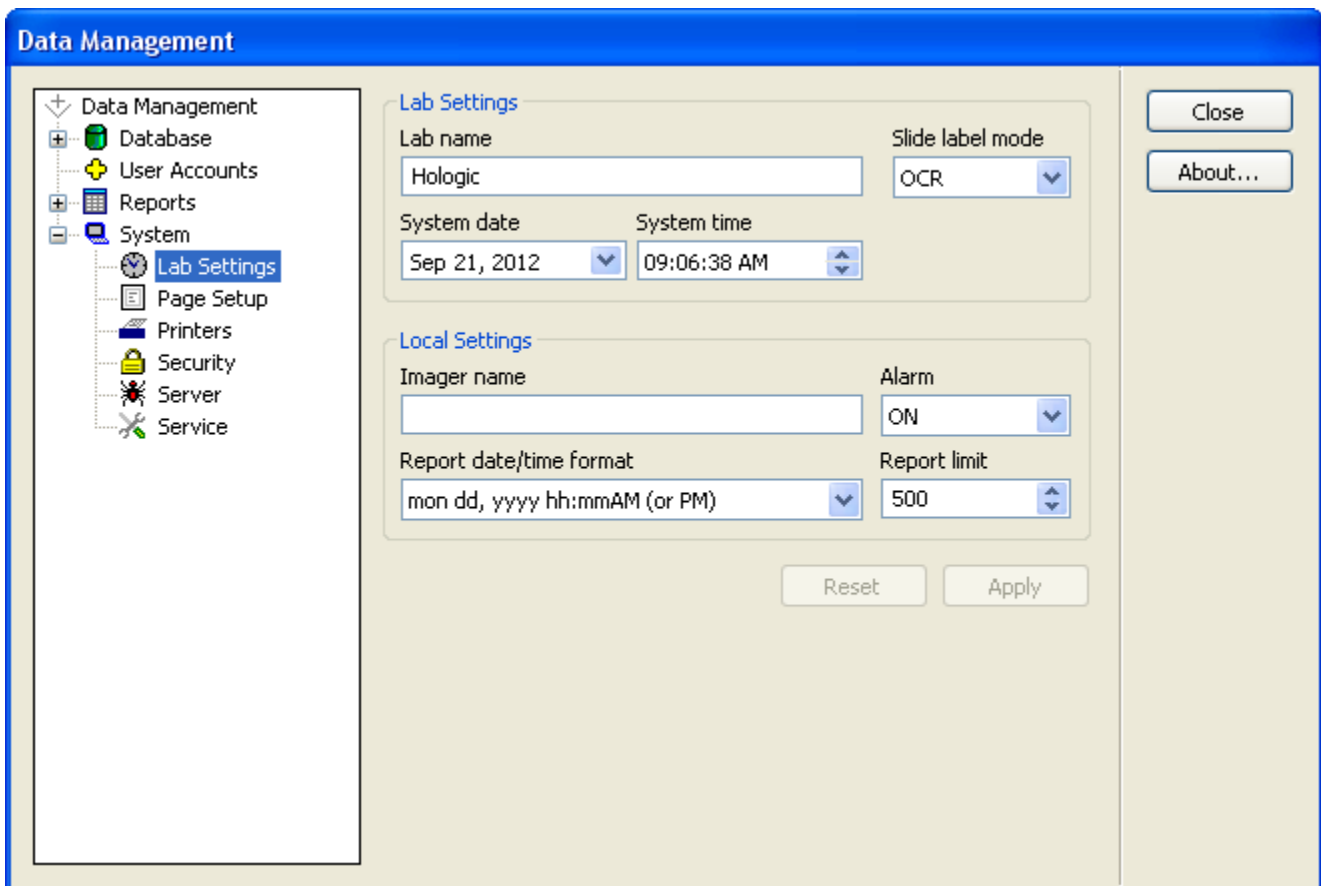 Data Management
Data Management
Database
User Accounts
Reports
System
Lab Settings
Page Setup
Printers
Security
Server
Service
Lab Settings
Lab name
Slide label mode
Hologic
OCR
System date
System time
Sep 21, 2012
09:06:38 AM
Local Settings
Imager name
Alarm
ON
Report date/time format
Report limit
mon dd, yyyy hh:mmAM (or PM)
500
Reset
Apply
Close
About...